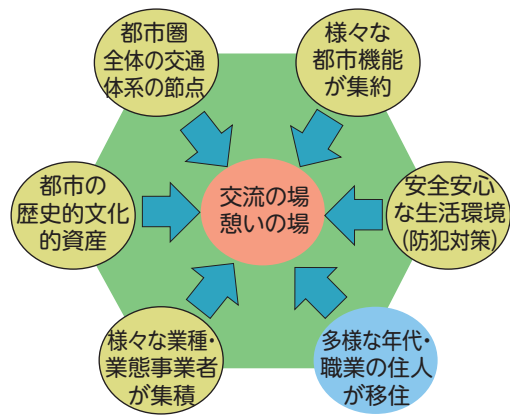 都市圏
全体の交通
体系の節点
様々な
都市機能
が集約
都市の
歴史的文化
的資産
交流の場
憩いの場
安全安心
な生活環境
(防犯対策)
様々な業種・
業態事業者
が集積
多様な年代・
職業の住人
が移住